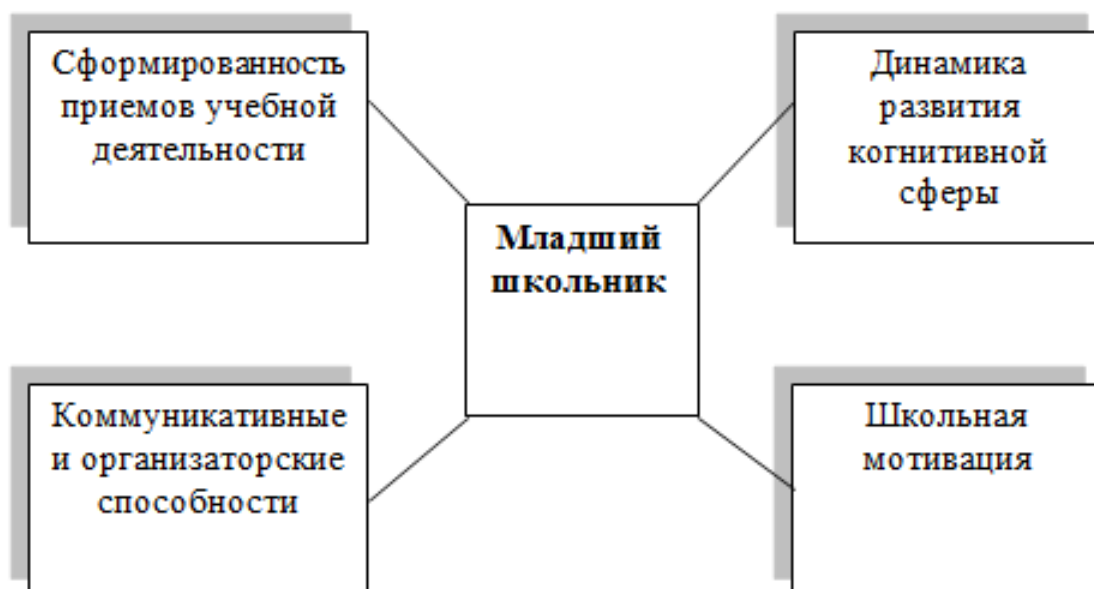 Сформированность
приемов учебной
деятельности
Динамика
развития
когнитивной
сферы
Младший
школьник
Коммуникативные
и организаторские
способности
Школьная
мотивация